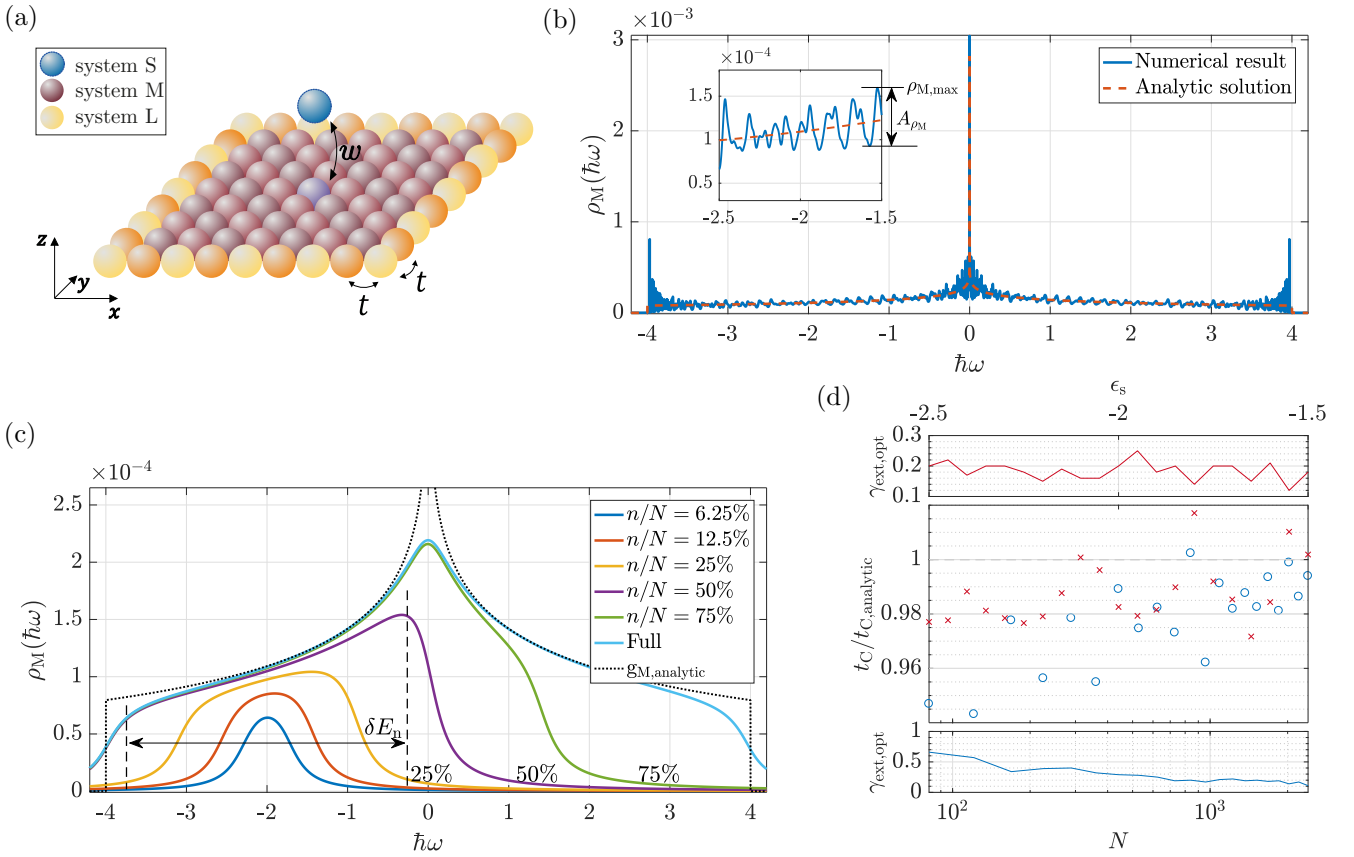 (a)
system S
system M
system L
w
z
y
x
t
t
(b)
×10⁻³
3
2
1
0
ρM(ħω)
-4
-3
-2
-1
0
1
2
3
4
ħω
Numerical result
Analytic solution
×10⁻⁴
1.5
1
0.5
-2.5
-2
-1.5
ρM,max
AρM
(c)
×10⁻⁴
2.5
2
1.5
1
0.5
0
ρM(ħω)
-4
-3
-2
-1
0
1
2
3
4
ħω
n/N = 6.25%
n/N = 12.5%
n/N = 25%
n/N = 50%
n/N = 75%
Full
gM,analytic
δEn
25%
50%
75%
(d)
ϵs
-2.5
-2
-1.5
γext,opt
0.3
0.2
0.1
tC/tC,analytic
1
0.98
0.96
1
γext,opt
1
0.5
0
10²
10³
N